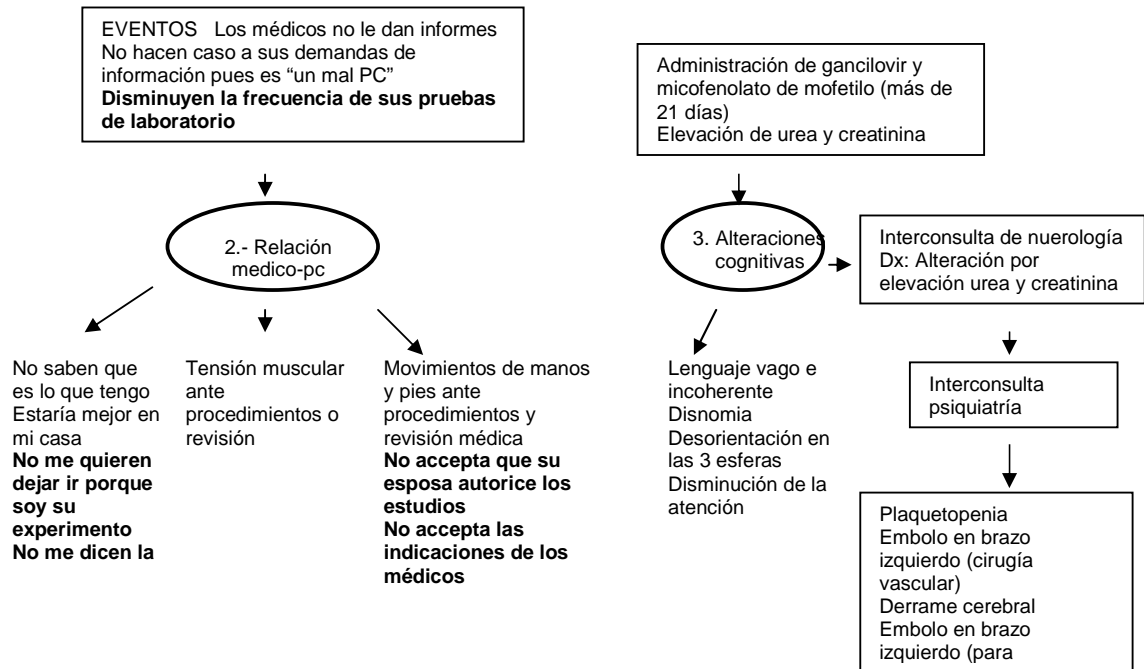 EVENTOS   Los médicos no le dan informes
No hacen caso a sus demandas de
información pues es “un mal PC”
Disminuyen la frecuencia de sus pruebas
de laboratorio
2.- Relación
medico-pc
No saben que
es lo que tengo
Estaría mejor en
mi casa
No me quieren
dejar ir porque
soy su
experimento
No me dicen la
Tensión muscular
ante
procedimientos o
revisión
Movimientos de manos
y pies ante
procedimientos y
revisión médica
No accepta que su
esposa autorice los
estudios
No accepta las
indicaciones de los
médicos
Administración de gancilovir y
micofenolato de mofetilo (más de
21 días)
Elevación de urea y creatinina
3. Alteraciones
cognitivas
Lenguaje vago e
incoherente
Disnomia
Desorientación en
las 3 esferas
Disminución de la
atención
Interconsulta de nuerología
Dx: Alteración por
elevación urea y creatinina
Interconsulta
psiquiatría
Plaquetopenia
Embolo en brazo
izquierdo (cirugía
vascular)
Derrame cerebral
Embolo en brazo
izquierdo (para